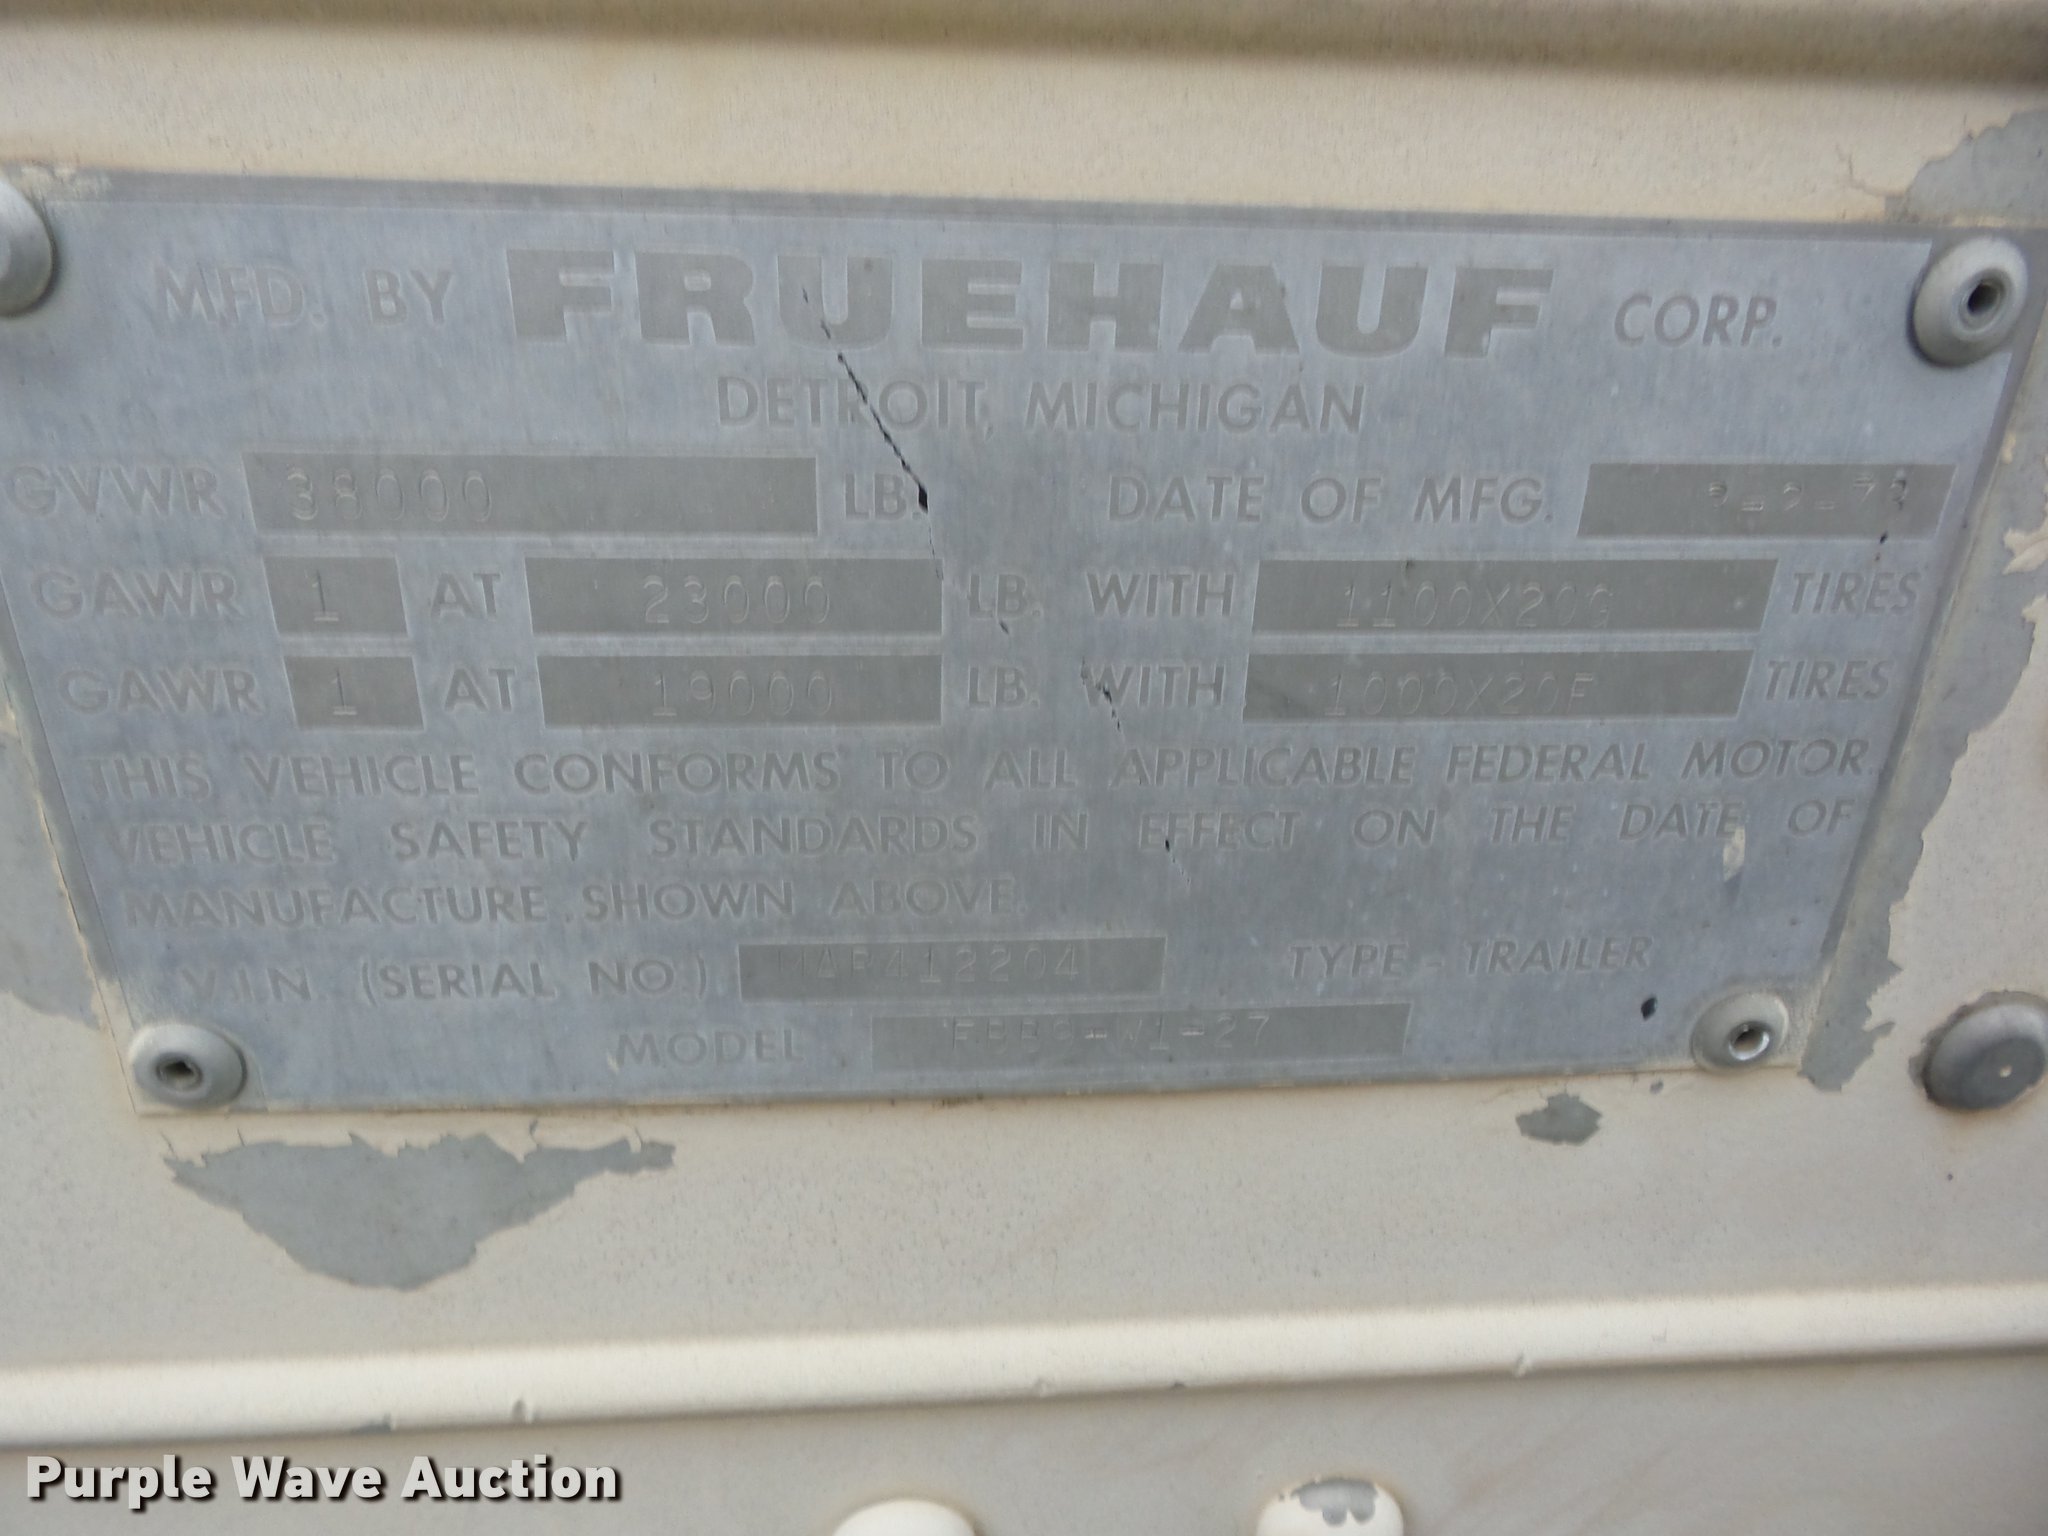 MFD. BY FRUEHAUF CORP.
DETROIT, MICHIGAN
GVWR 38000 LB. DATE OF MFG.
GAWR 1 AT 23000 LB. WITH 1100X20G TIRES
GAWR 1 AT 19000 LB. WITH 1000X20F TIRES
THIS VEHICLE CONFORMS TO ALL APPLICABLE FEDERAL MOTOR
VEHICLE SAFETY STANDARDS IN EFFECT ON THE DATE OF
MANUFACTURE SHOWN ABOVE.
V.I.N. (SERIAL NO.) MAR412204 TYPE - TRAILER
MODEL
Purple Wave Auction